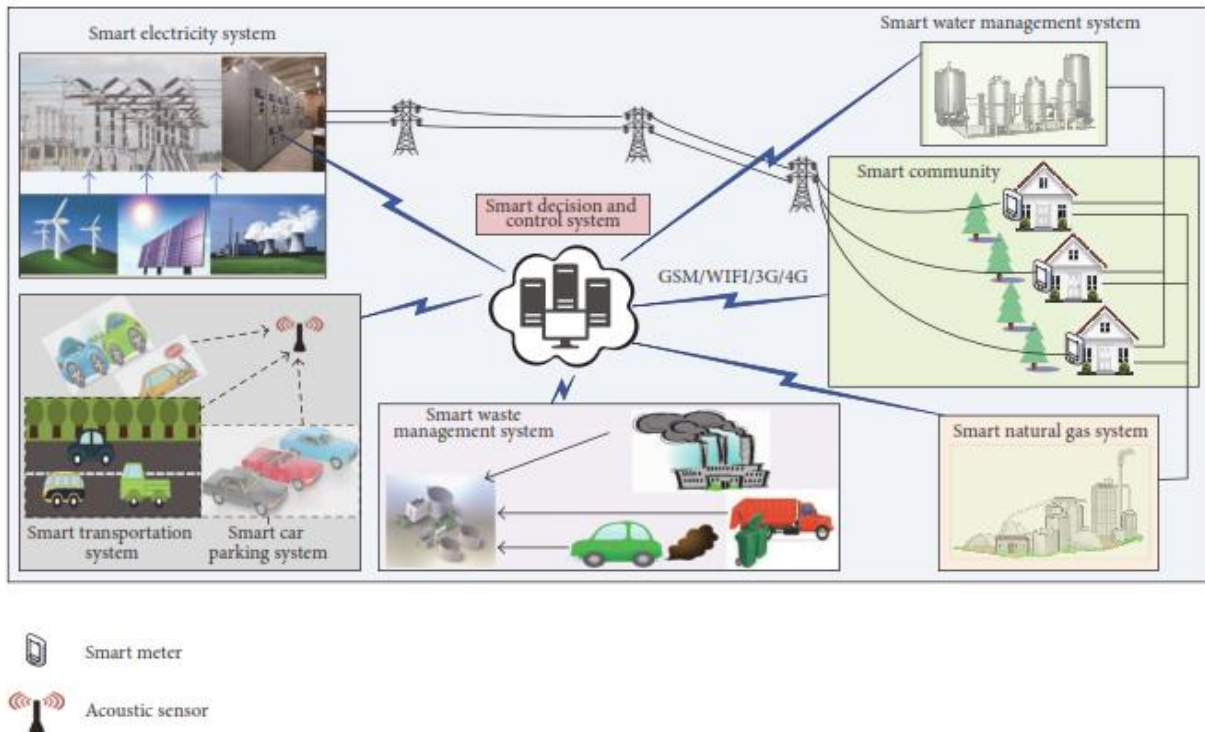 Smart electricity system
Smart water management system
Smart community
Smart decision and
control system
GSM/WIFI/3G/4G
Smart waste
management system
Smart natural gas system
Smart transportation
system
Smart car
parking system
Smart meter
Acoustic sensor